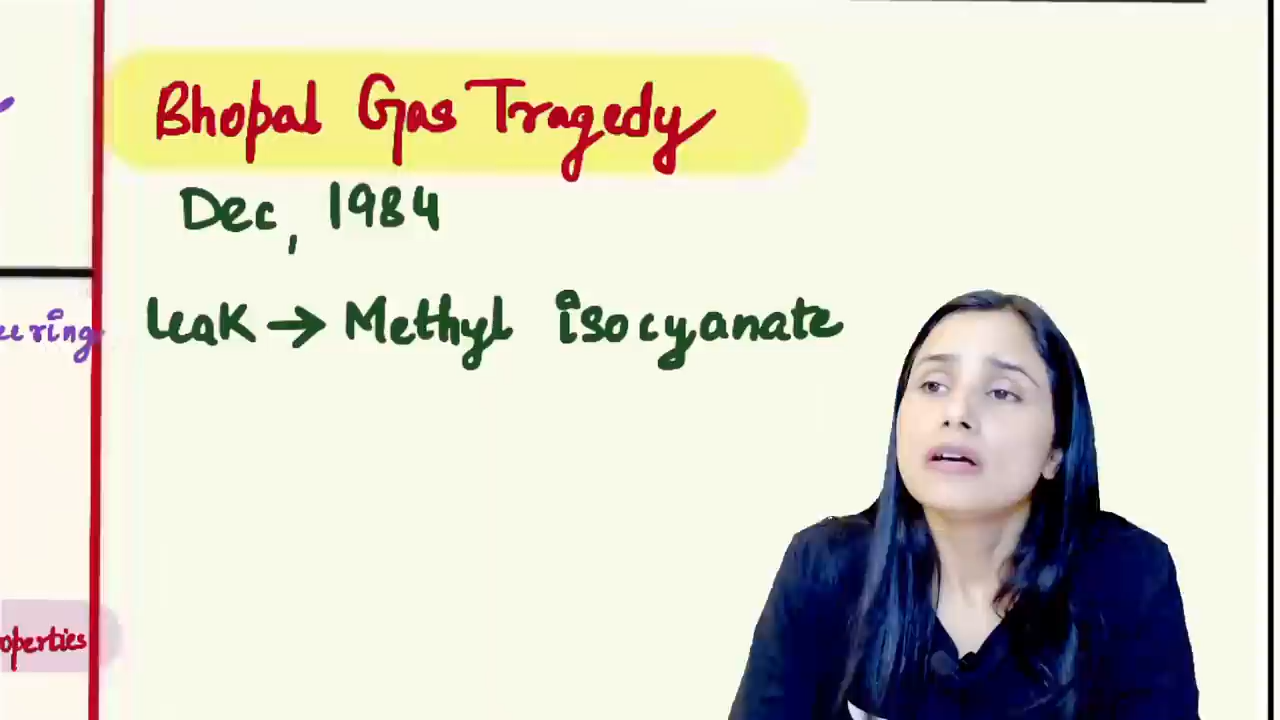 Bhopal Gas Tragedy
Dec, 1984
Leak → Methyl isocyanate